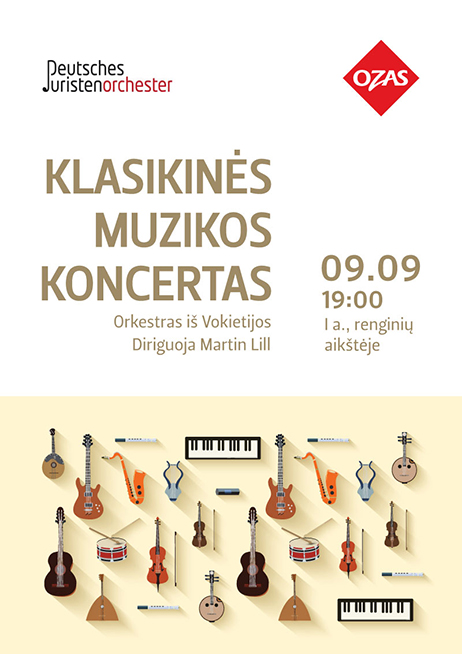 Deutsches
Juristenorchester
OZAS
KLASIKINĖS
MUZIKOS
KONCERTAS
Orkestras iš Vokietijos
Diriguoja Martin Lill
09.09
19:00
I a., renginių
aikštėje